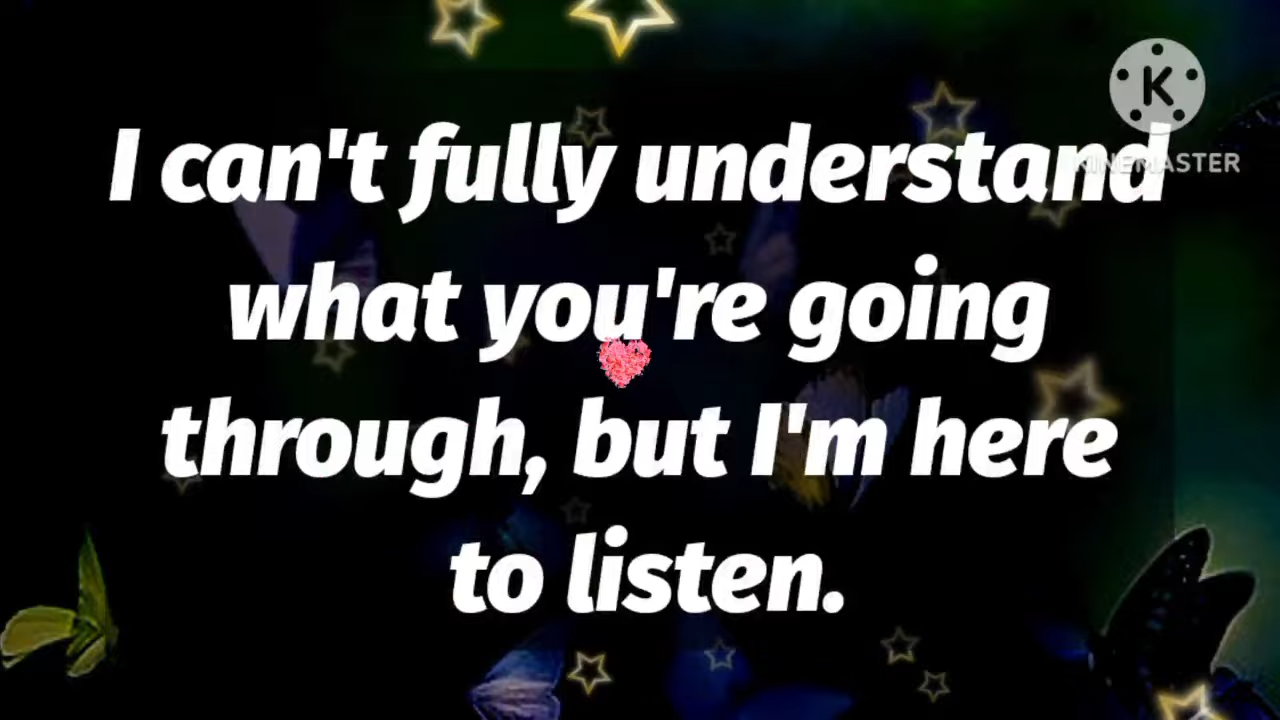 K
KINEMASTER
I can't fully understand
what you're going
through, but I'm here
to listen.